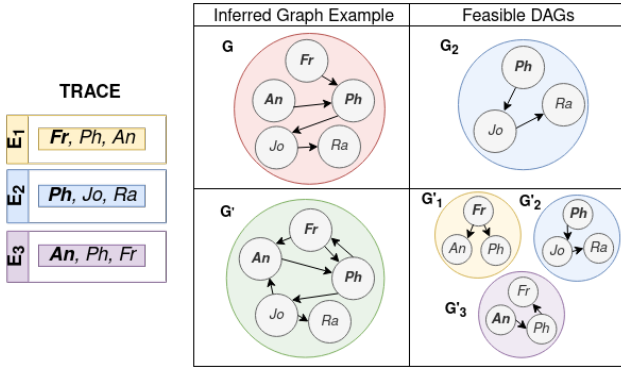 Inferred Graph Example
Feasible DAGs
TRACE
E1
Fr, Ph, An
E2
Ph, Jo, Ra
E3
An, Ph, Fr
G
Fr
An
Ph
Jo
Ra
G2
Ph
Jo
Ra
G'
Fr
An
Ph
Jo
Ra
G'1
Fr
An
Ph
G'2
Ph
Jo
Ra
G'3
Fr
An
Ph